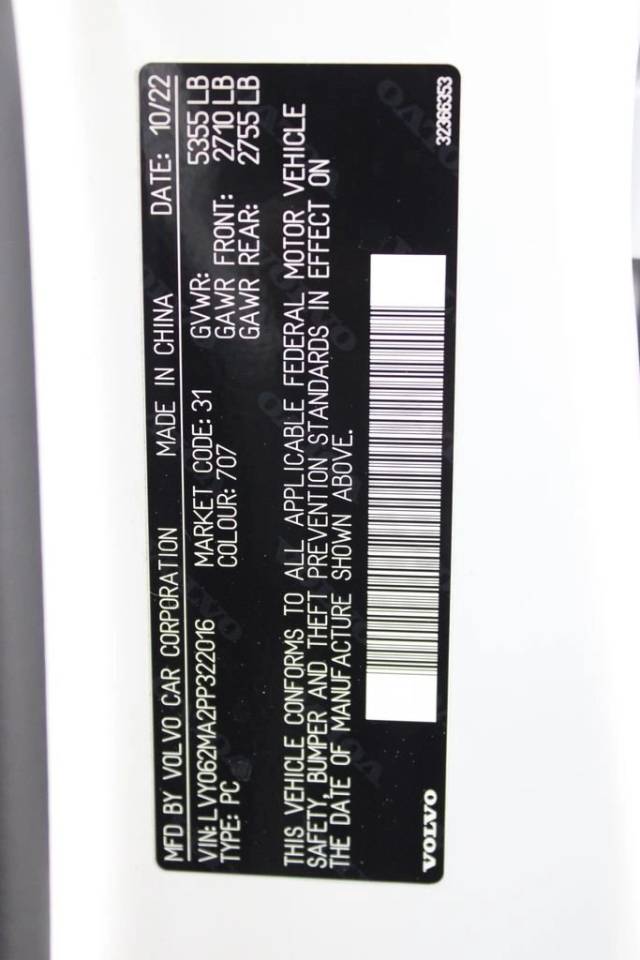 MFD BY VOLVO CAR CORPORATION MADE IN CHINA DATE: 10/22
VIN: LVY062MA2PP322016 MARKET CODE: 31 GVWR: 5355 LB
TYPE: PC COLOUR: 707 GAWR FRONT: 2710 LB
GAWR REAR: 2755 LB
THIS VEHICLE CONFORMS TO ALL APPLICABLE FEDERAL MOTOR VEHICLE
SAFETY, BUMPER AND THEFT PREVENTION STANDARDS IN EFFECT ON
THE DATE OF MANUFACTURE SHOWN ABOVE.
VOLVO
32366353